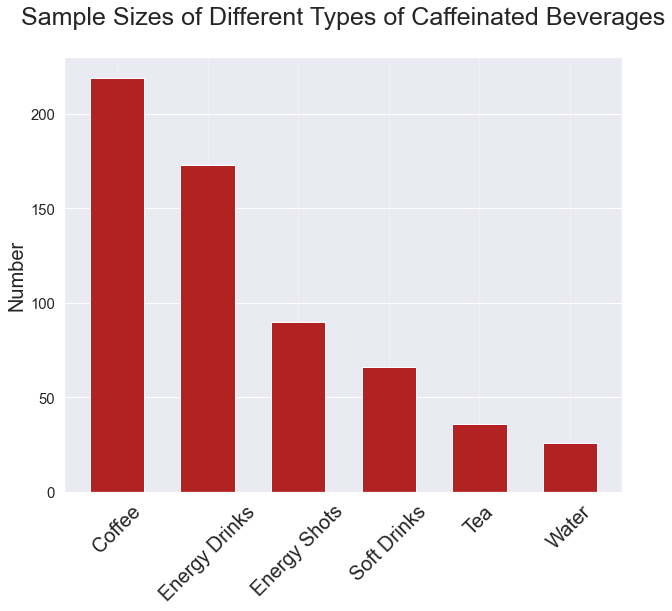 Sample Sizes of Different Types of Caffeinated Beverages
Number
200
150
100
50
0
Coffee
Energy Drinks
Energy Shots
Soft Drinks
Tea
Water